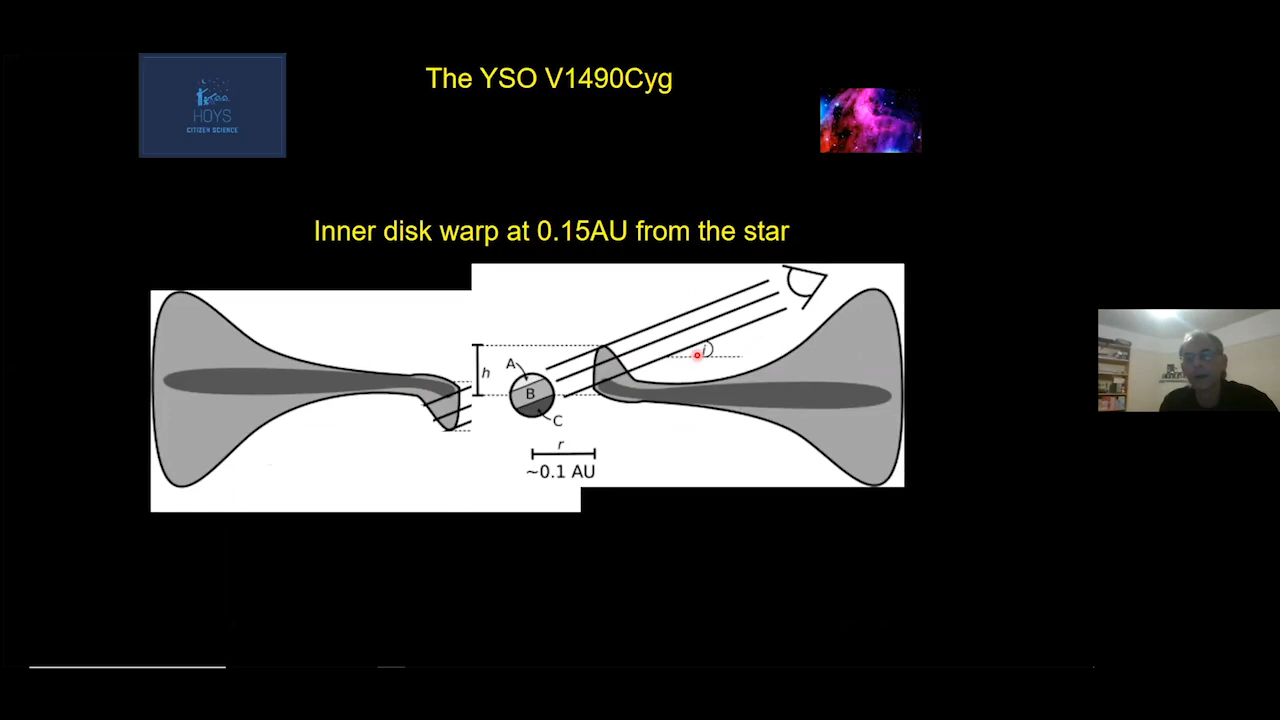 The YSO V1490Cyg
HOYS
CITIZEN SCIENCE
Inner disk warp at 0.15AU from the star
h
A
B
C
i
r
~0.1 AU